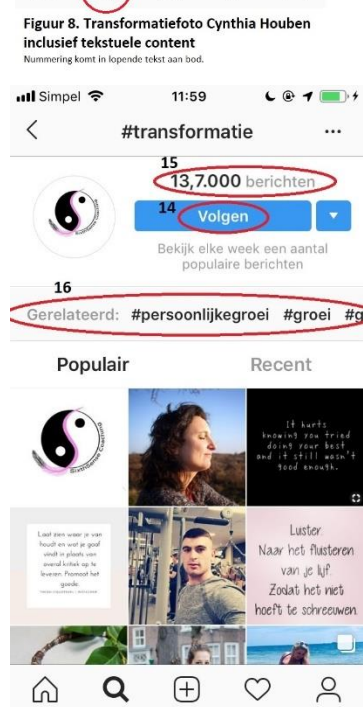 Figuur 8. Transformatiefoto Cynthia Houben
inclusief tekstuele content
Nummering komt in lopende tekst aan bod.
Simpel 11:59
#transformatie ...
15
13,7.000 berichten
14 Volgen
Bekijk elke week een aantal
populaire berichten
16
Gerelateerd: #persoonlijkegroei #groei #g
Populair Recent
It hurts
knowing you tried
doing your best
and it still wasn't
good enough.
Laat zien waar je van
houdt en wat je gaaf
vindt in plaats van
overal kritiek op te
leveren. Promoot het
goede.
Luster.
Naar het fluisteren
van je lijf.
Zodat het niet
hoeft te schreeuwen.